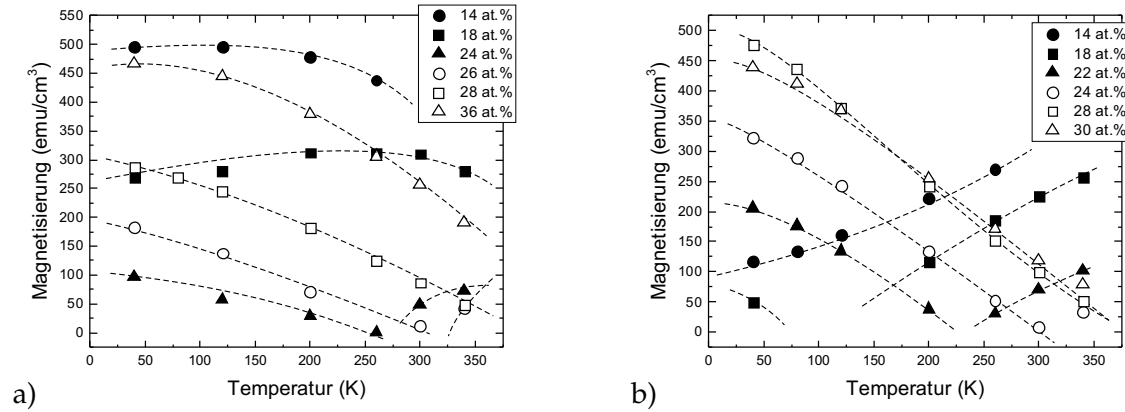 550
500
450
400
350
300
250
200
150
100
50
0
Magnetisierung (emu/cm³)
0 50 100 150 200 250 300 350
Temperatur (K)
14 at.%
18 at.%
24 at.%
26 at.%
28 at.%
36 at.%
a)
500
450
400
350
300
250
200
150
100
50
0
Magnetisierung (emu/cm³)
0 50 100 150 200 250 300 350
Temperatur (K)
14 at.%
18 at.%
22 at.%
24 at.%
28 at.%
30 at.%
b)